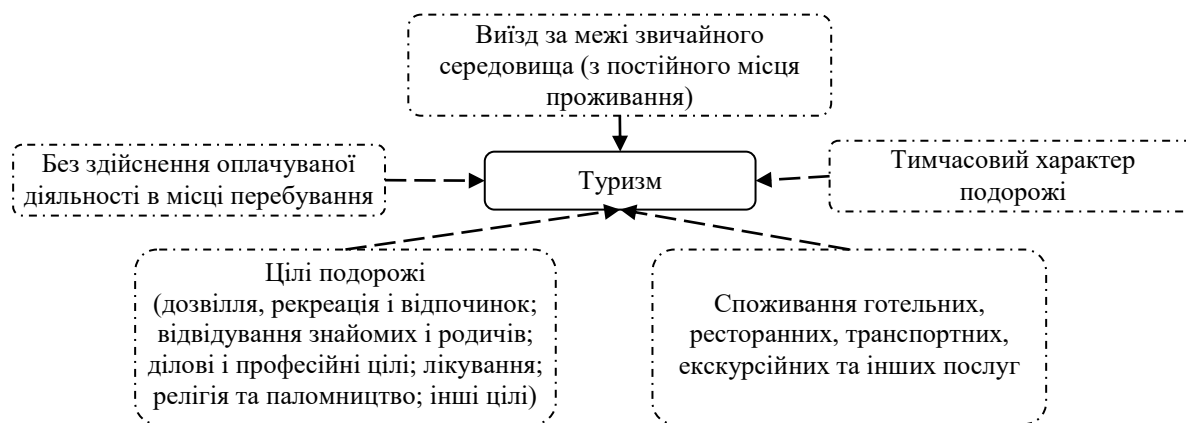 Виїзд за межі звичайного
середовища (з постійного місця
проживання)
Без здійснення оплачуваної
діяльності в місці перебування
Туризм
Тимчасовий характер
подорожі
Цілі подорожі
(дозвілля, рекреація і відпочинок;
відвідування знайомих і родичів;
ділові і професійні цілі; лікування;
релігія та паломництво; інші цілі)
Споживання готельних,
ресторанних, транспортних,
екскурсійних та інших послуг